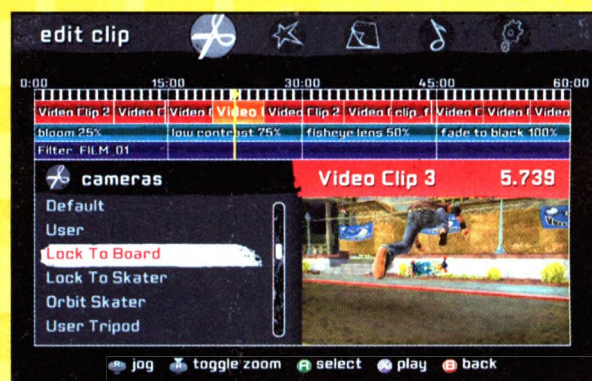 edit clip
0:00 15:00 30:00 45:00 60:00
Video Clip 2 Video C Video C Video Video Clip 2 Video C clip_f Video C Video C Video
bloom 25% low contrast 75% fisheye lens 50% fade to black 100%
Filter FILM_01
cameras
Video Clip 3 5.739
Default
User
Lock To Board
Lock To Skater
Orbit Skater
User Tripod
jog toggle zoom A select X play B back